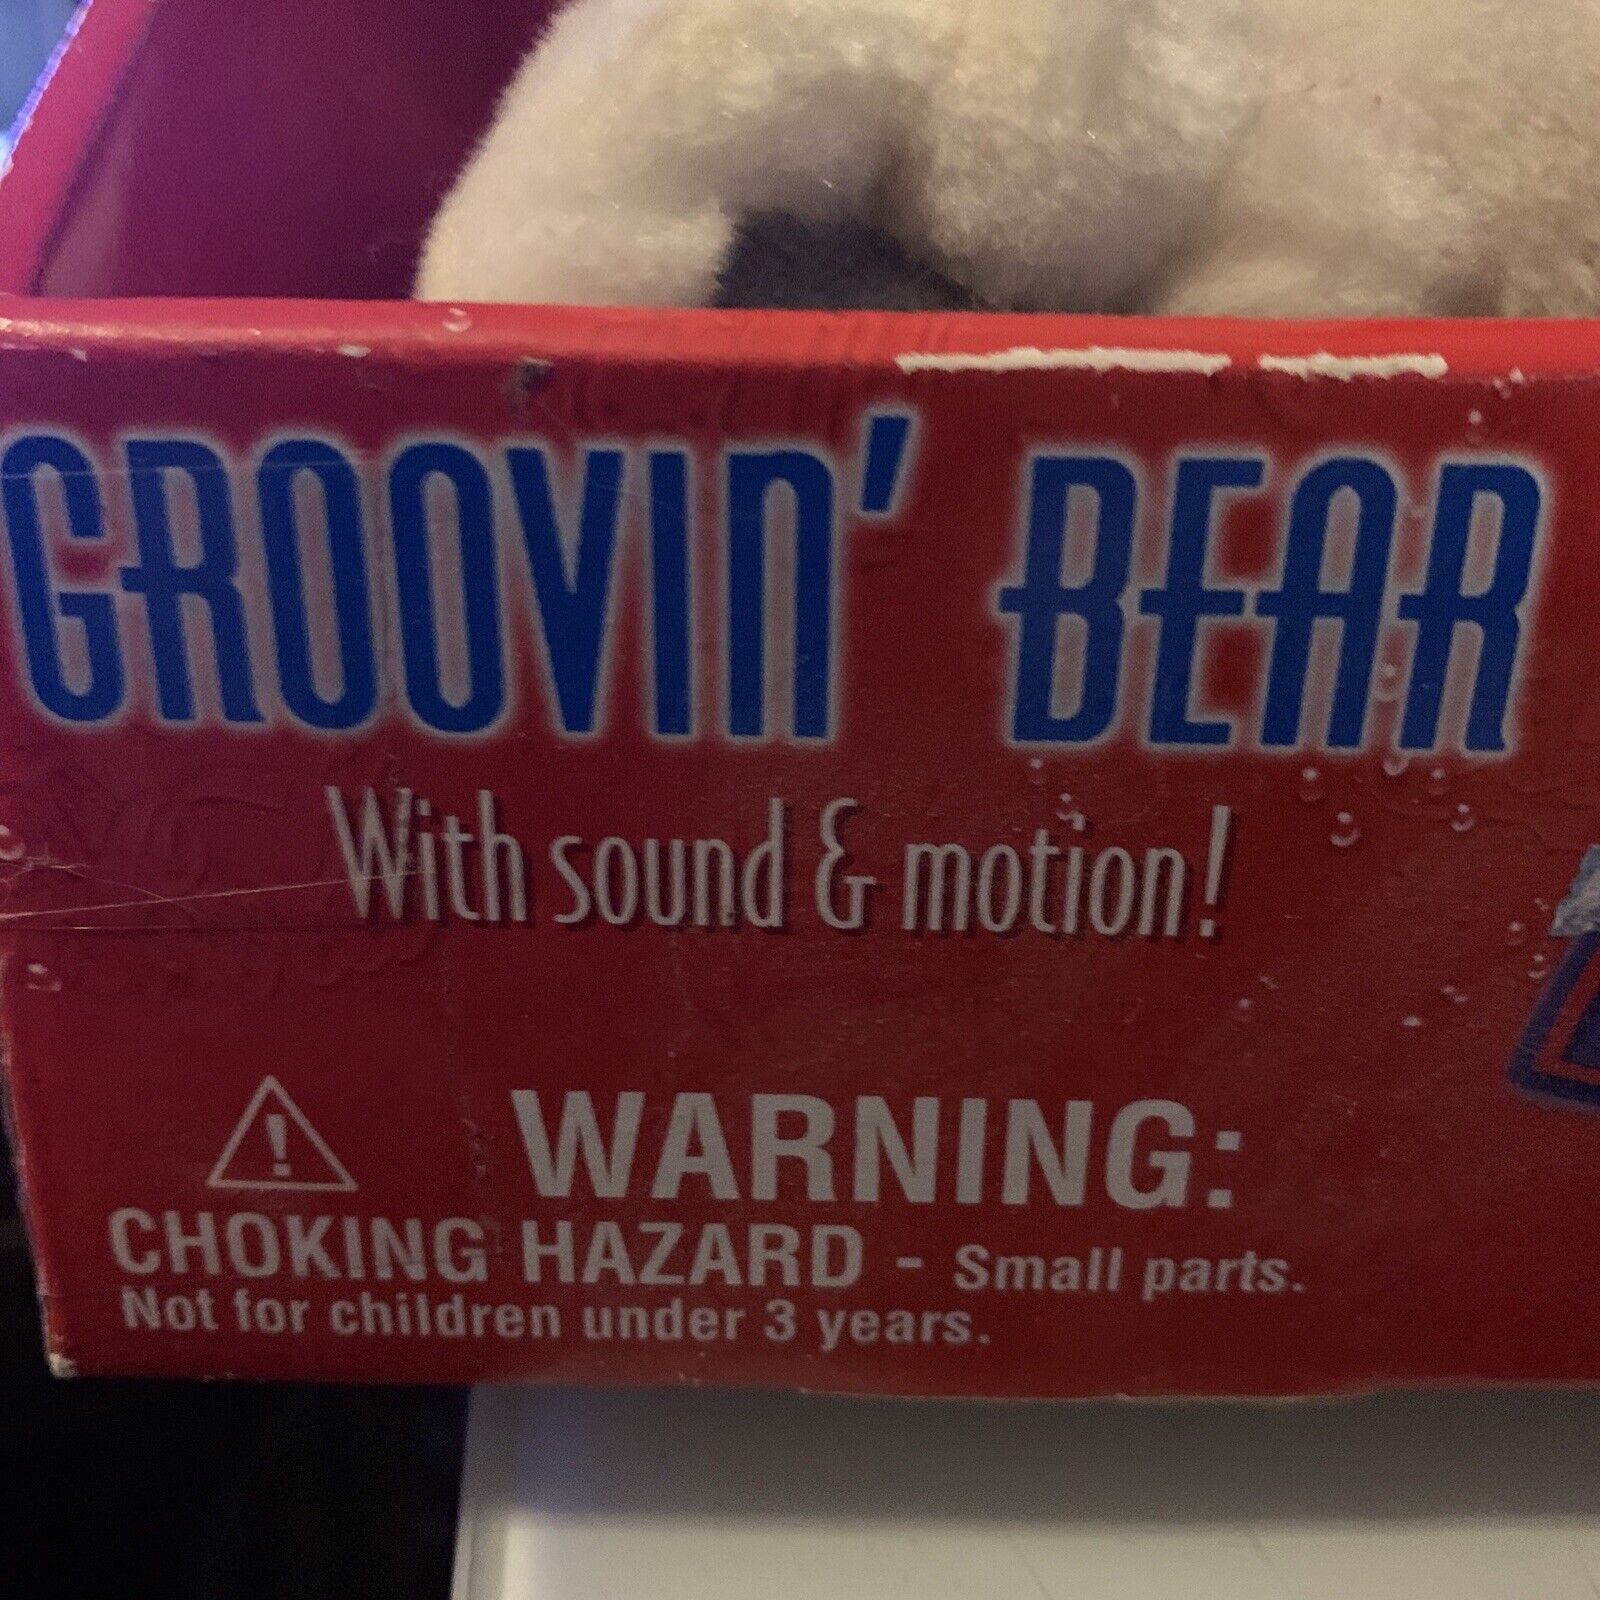 GROOVIN' BEAR
With sound & motion!
! WARNING:
CHOKING HAZARD - Small parts.
Not for children under 3 years.